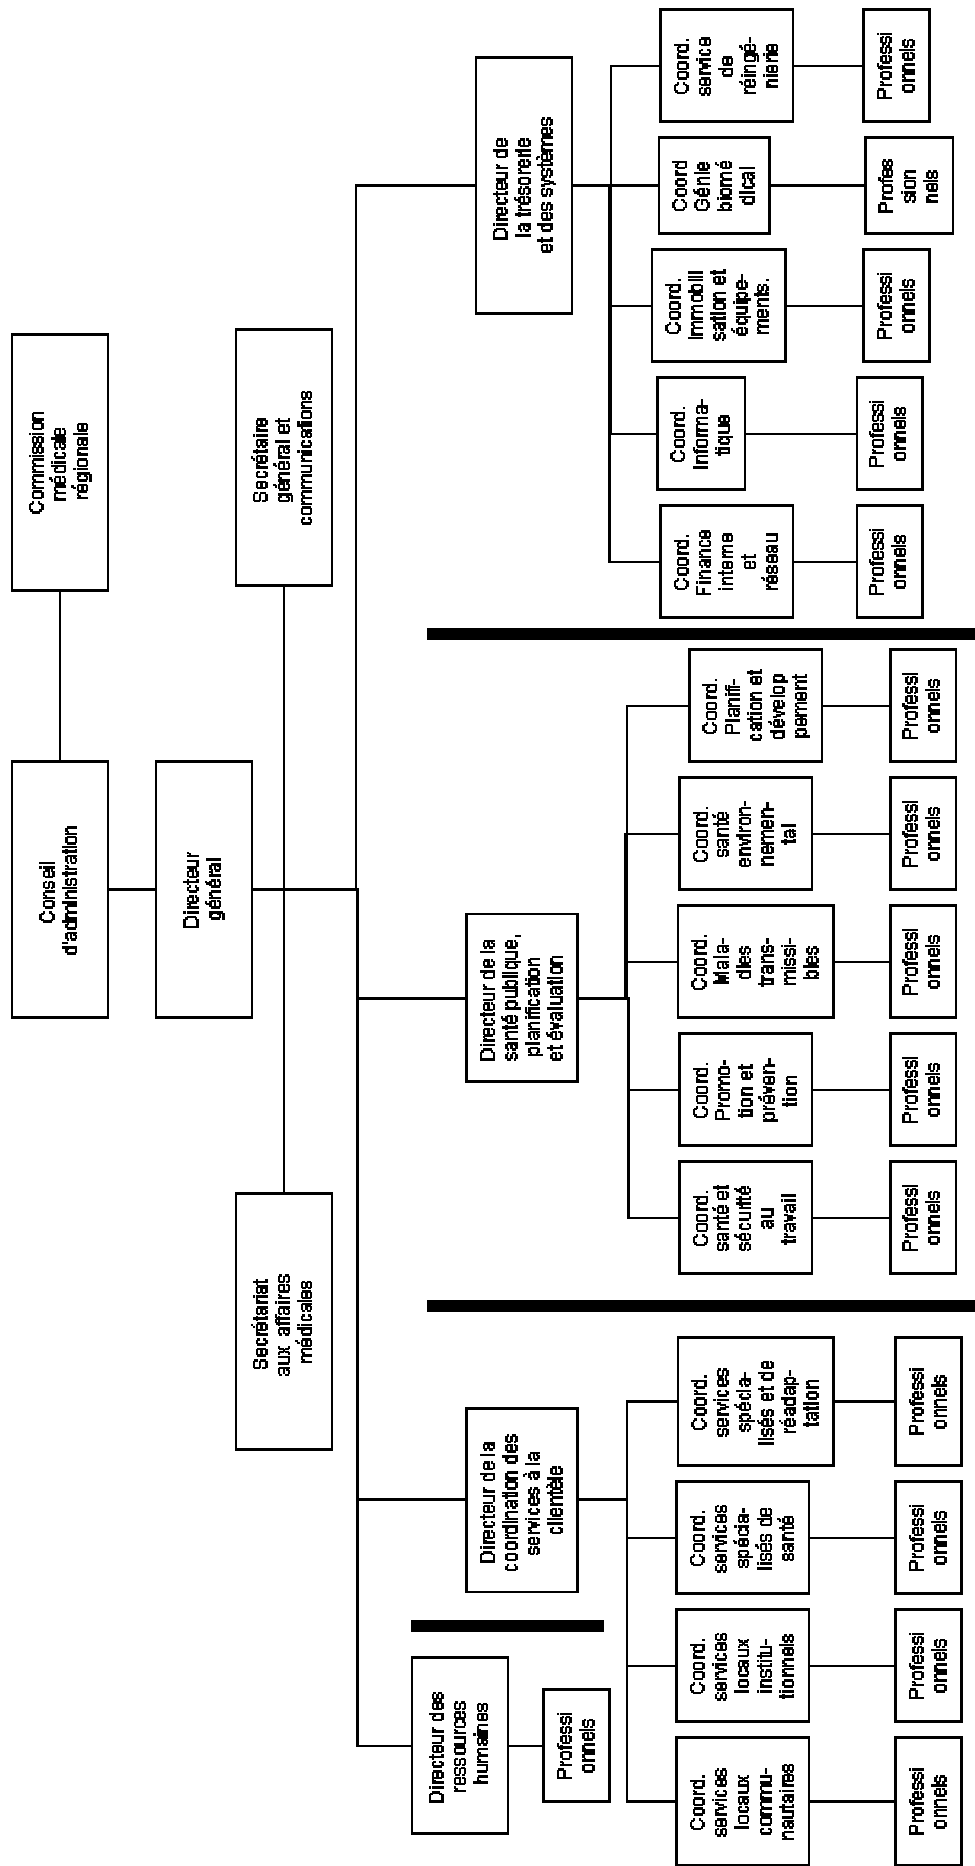 Conseil
d'administration
Commission
médicale
régionale
Directeur
général
Secrétariat
aux affaires
médicales
Secrétaire
général et
communications
Directeur des
ressources
humaines
Professi
onnels
Directeur de la
coordination des
services à la
clientèle
Directeur de la
santé publique,
planification
et évaluation
Directeur de
la trésorerie
et des systèmes
Coord.
services
locaux
commu-
nautaires
Coord.
services
locaux
institu-
tionnels
Coord.
services
spécia-
lisés de
santé
Coord.
services
spécia-
lisés et de
réadap-
tation
Coord.
santé et
sécurité
au
travail
Coord.
Promo-
tion et
préven-
tion
Coord.
Mala-
dies
trans-
missi-
bles
Coord.
santé
environ-
nemen-
tal
Coord.
Planifi-
cation et
dévelop
pement
Coord.
Finance
interne
et
réseau
Coord.
Informa-
tique
Coord.
Immobili
sation et
équipe-
ments.
Coord
Génie
biomé
dical
Coord.
service
de
réingé-
nierie
Professi
onnels
Professi
onnels
Professi
onnels
Professi
onnels
Professi
onnels
Professi
onnels
Professi
onnels
Professi
onnels
Professi
onnels
Professi
onnels
Professi
onnels
Professi
onnels
Profes
sion
nels
Professi
onnels